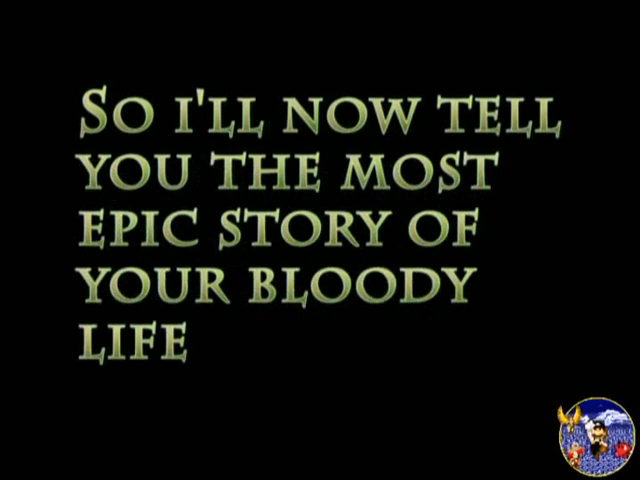 So I'll now tell
you the most
epic story of
your bloody
life